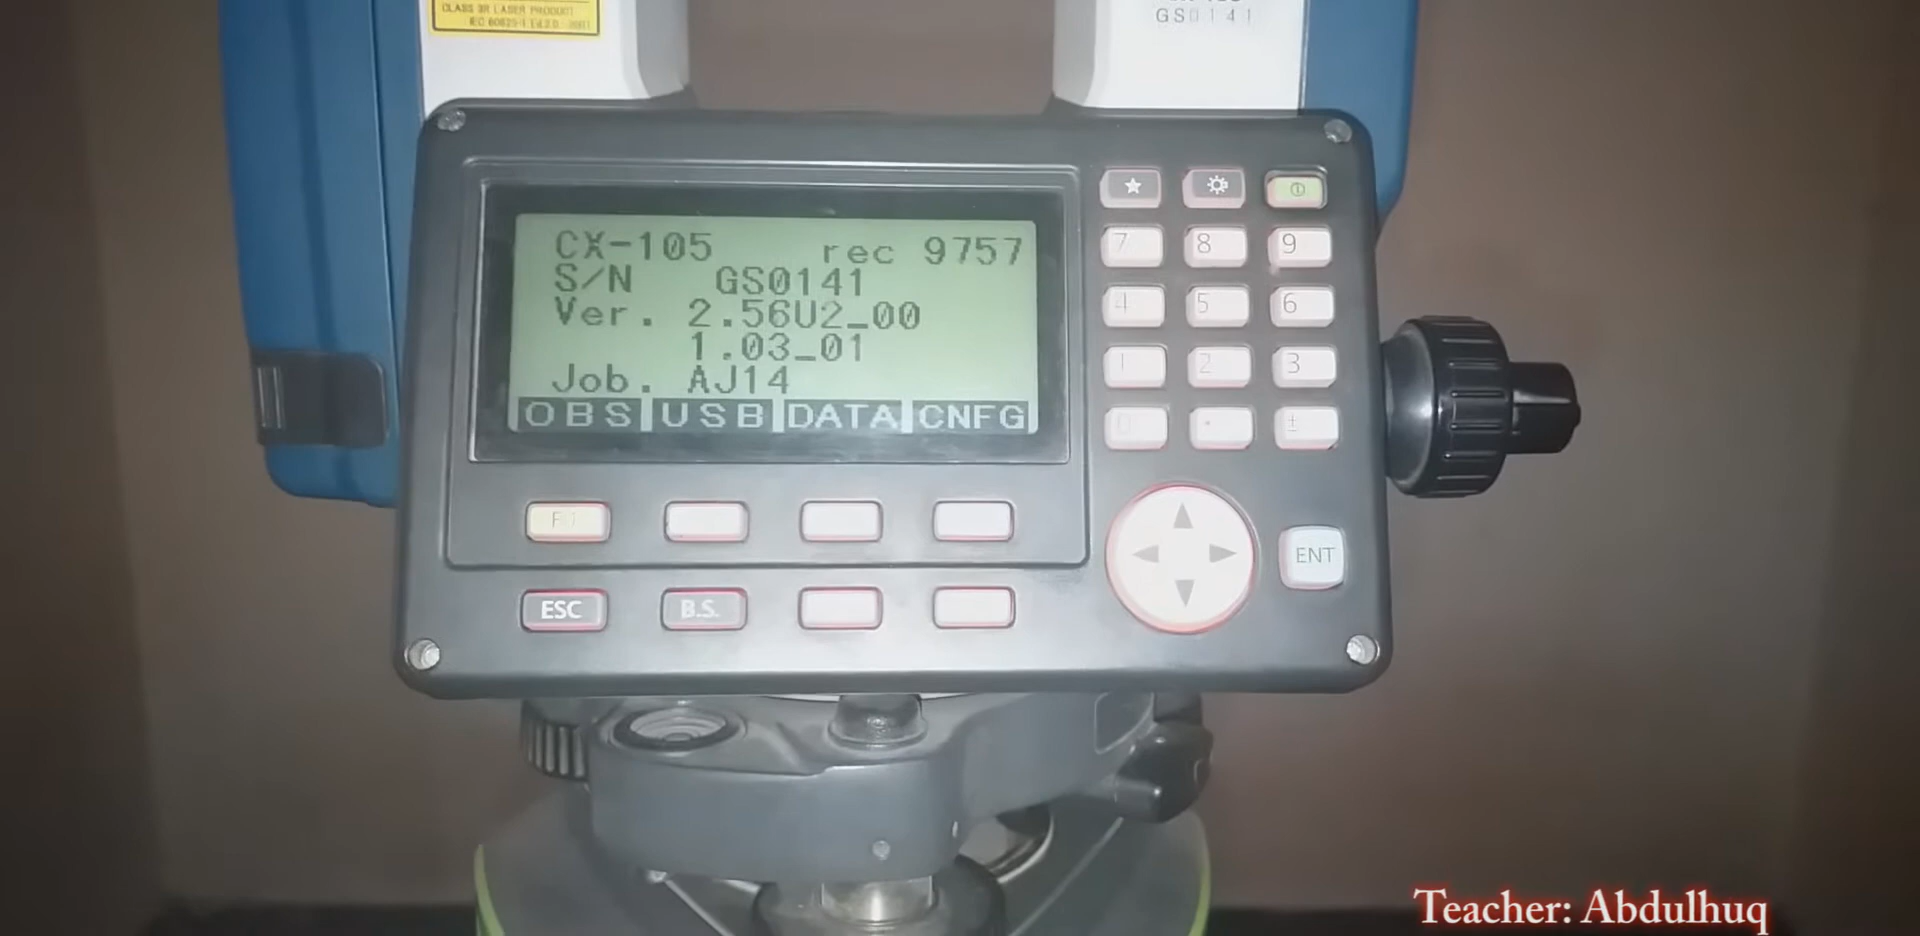 CLASS 3R LASER PRODUCT
GS0141
CX-105 rec 9757
S/N GS0141
Ver. 2.56U2_00
1.03_01
Job. AJ14
OBS USB DATA CNFG
7 8 9
4 5 6
1 2 3
0 . ±
F1
ENT
ESC B.S.
Teacher: Abdulhuq